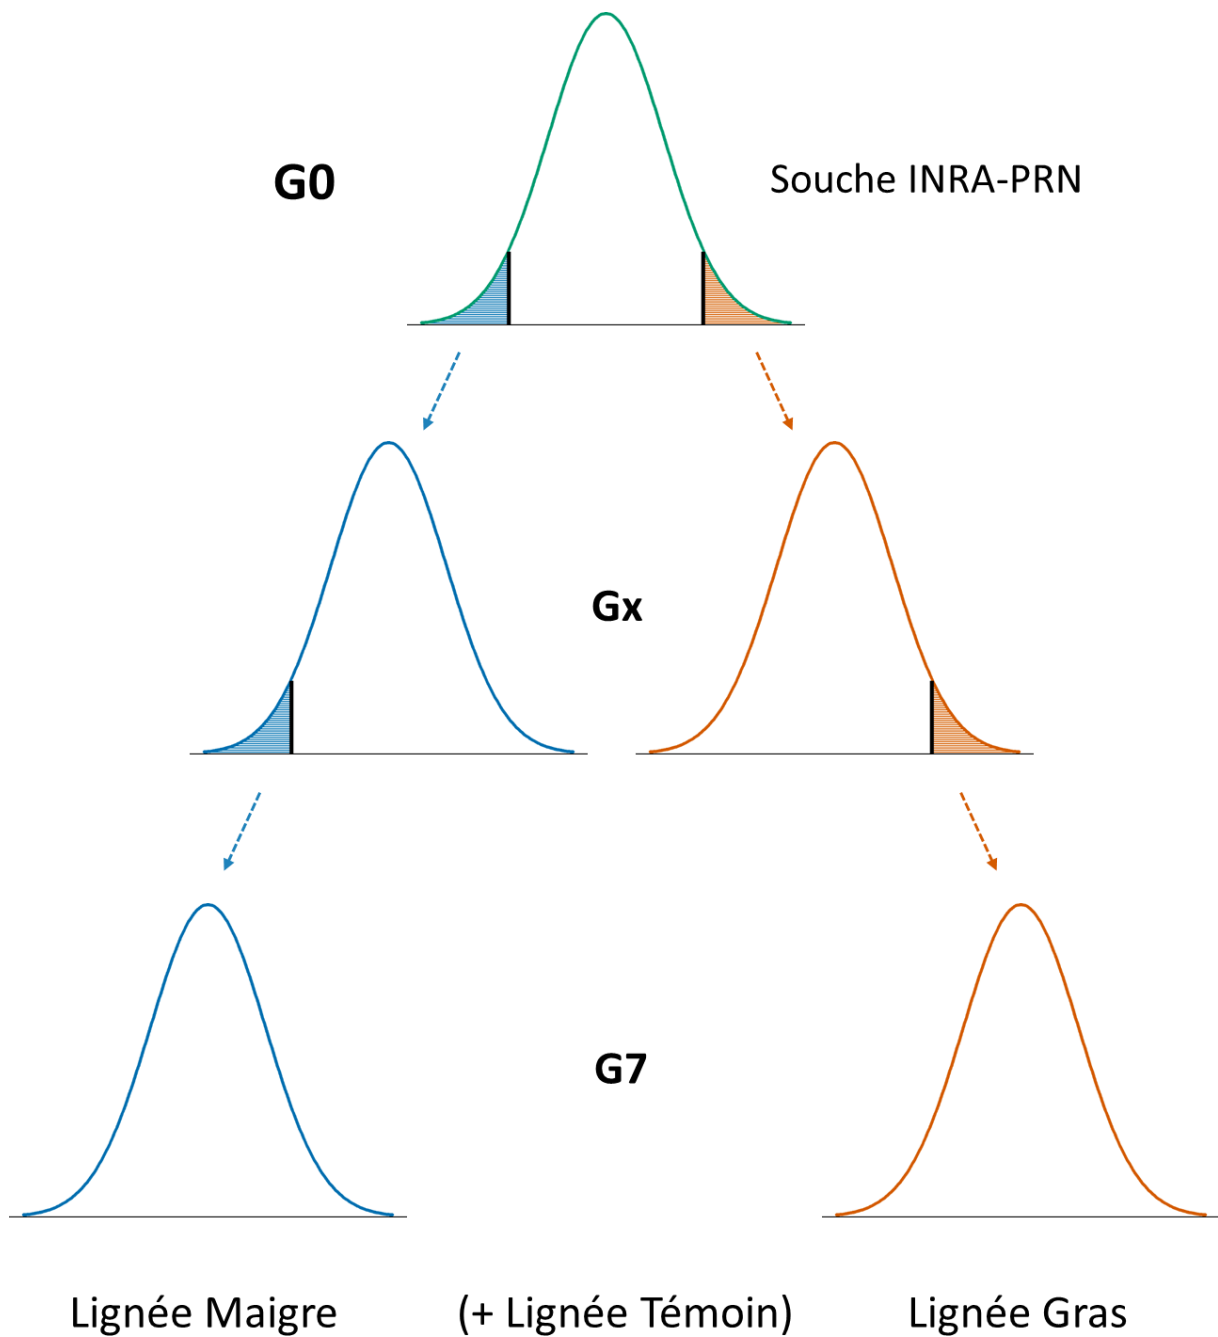 G0
Souche INRA-PRN
Gx
G7
Lignée Maigre
(+ Lignée Témoin)
Lignée Gras